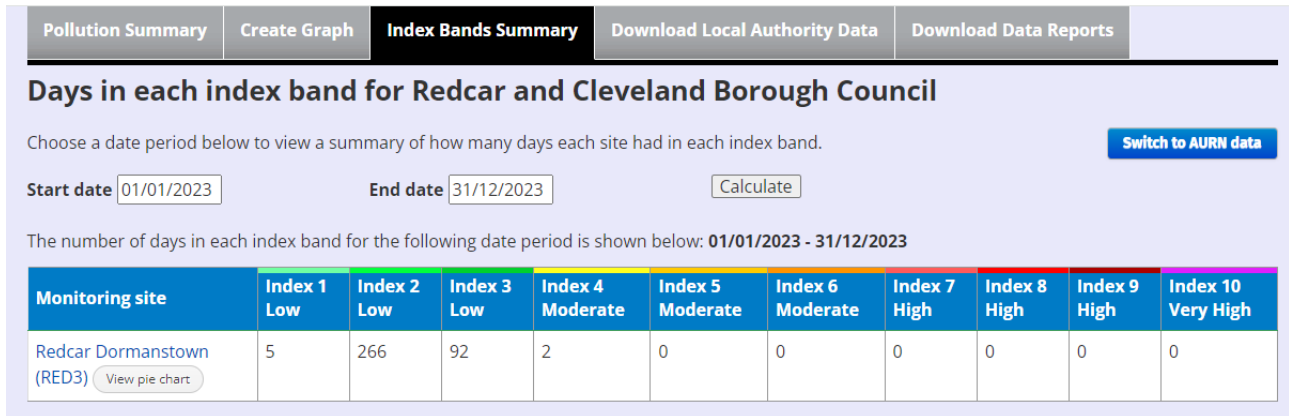 Pollution Summary Create Graph Index Bands Summary Download Local Authority Data Download Data Reports
Days in each index band for Redcar and Cleveland Borough Council
Choose a date period below to view a summary of how many days each site had in each index band.
Switch to AURN data
Start date 01/01/2023 End date 31/12/2023 Calculate
The number of days in each index band for the following date period is shown below: 01/01/2023 - 31/12/2023
Monitoring site Index 1 Low Index 2 Low Index 3 Low Index 4 Moderate Index 5 Moderate Index 6 Moderate Index 7 High Index 8 High Index 9 High Index 10 Very High
Redcar Dormanstown 5 266 92 2 0 0 0 0 0 0
(RED3) View pie chart